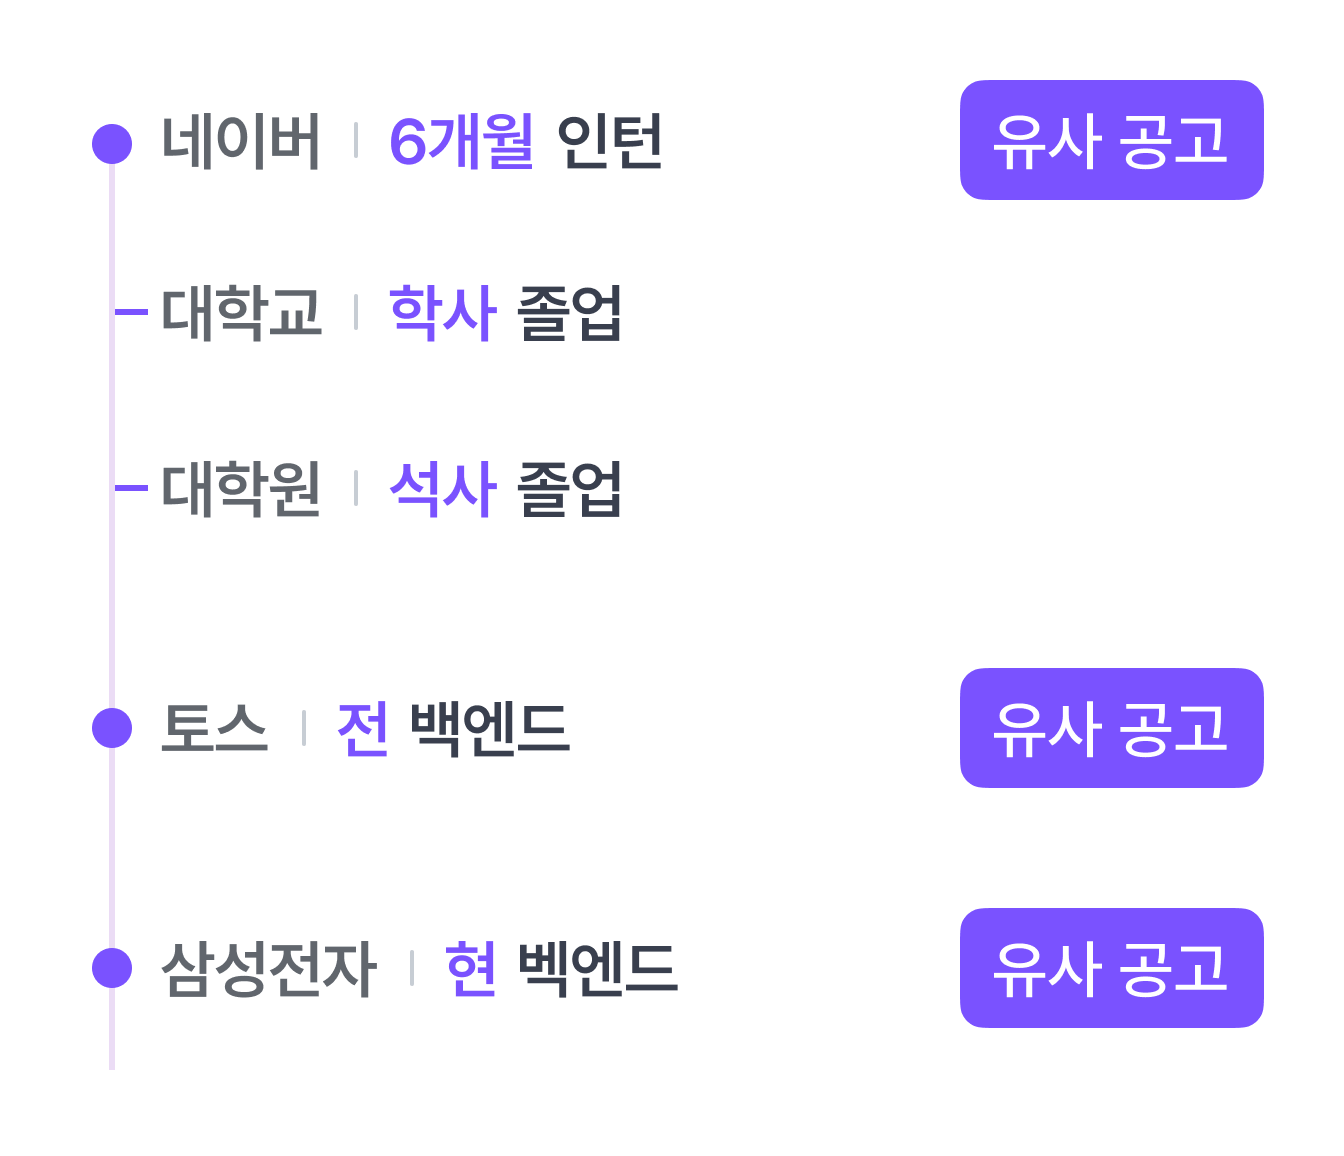 네이버 | 6개월 인턴 유사 공고
대학교 | 학사 졸업
대학원 | 석사 졸업
토스 | 전 백엔드 유사 공고
삼성전자 | 현 벡엔드 유사 공고